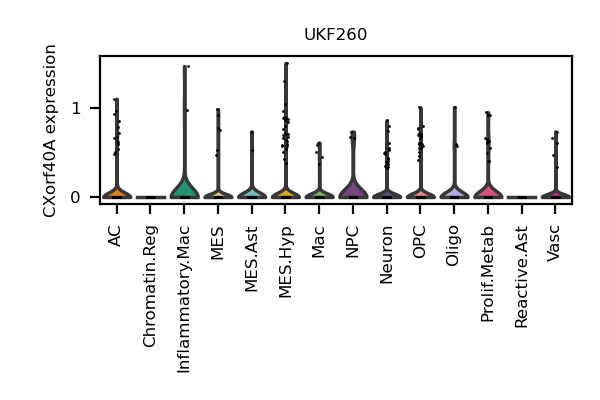 UKF260
CXorf40A expression
1
0
AC
Chromatin.Reg
Inflammatory.Mac
MES
MES.Ast
MES.Hyp
Mac
NPC
Neuron
OPC
Oligo
Prolif.Metab
Reactive.Ast
Vasc